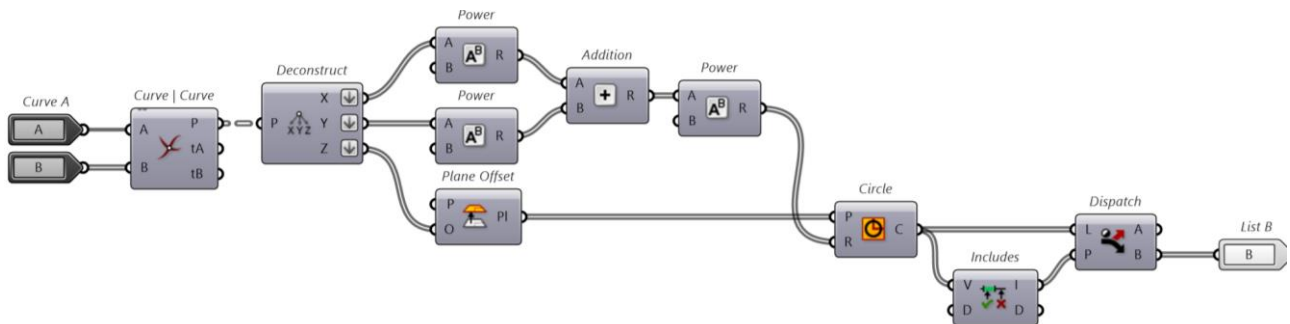 Power
A B A^B R
Addition
A B + R
Power
A B A^B R
Deconstruct
P X Y Z X Y Z
Curve A
A
Curve | Curve
A B P tA tB
B
Power
A B A^B R
Plane Offset
P O Pl
Circle
P R C
Dispatch
L P A B
List B
B
Includes
V D I D